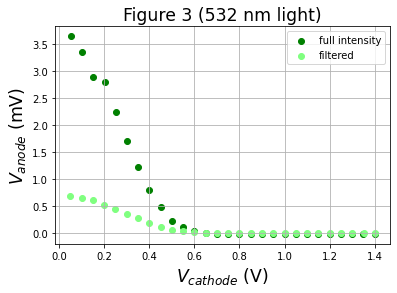 Figure 3 (532 nm light)
full intensity
filtered
3.5
3.0
2.5
2.0
1.5
1.0
0.5
0.0
V_anode (mV)
0.0 0.2 0.4 0.6 0.8 1.0 1.2 1.4
V_cathode (V)